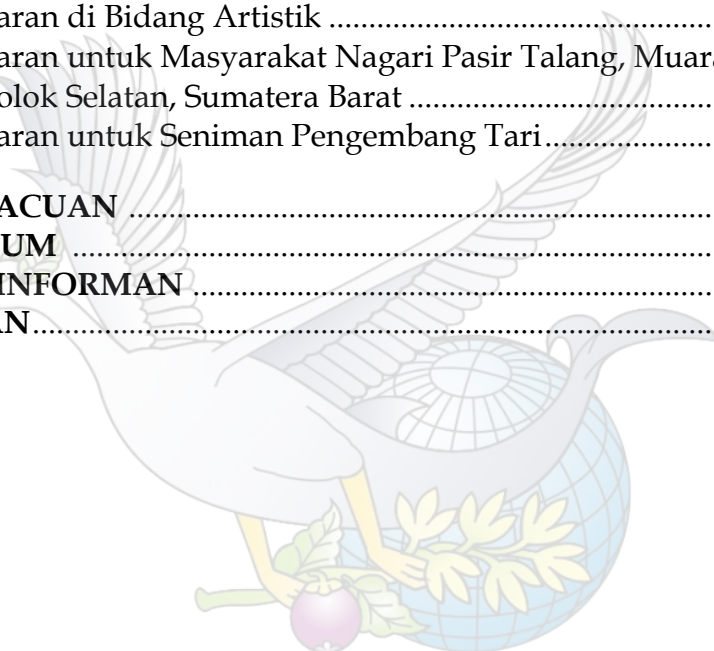 aran di Bidang Artistik ................................................
aran untuk Masyarakat Nagari Pasir Talang, Muara
olok Selatan, Sumatera Barat ......................................
aran untuk Seniman Pengembang Tari.....................
ACUAN ........................................................................
UM ................................................................................
INFORMAN .................................................................
AN.....................................................................................